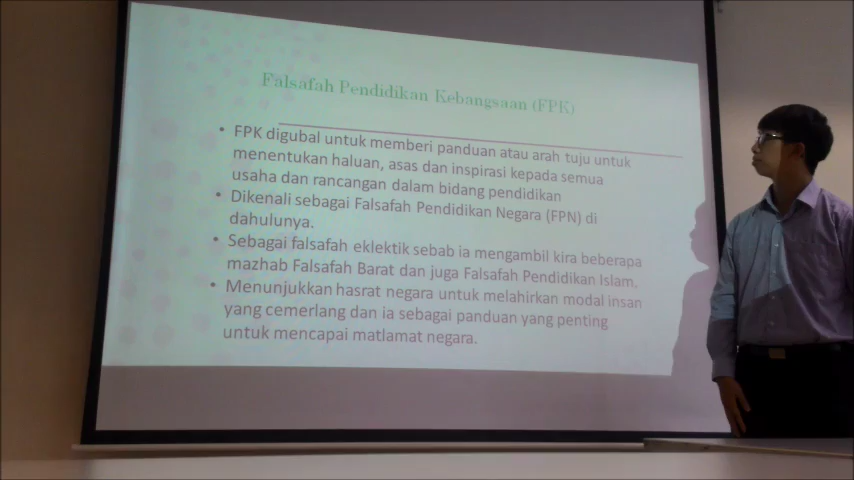 Falsafah Pendidikan Kebangsaan (FPK)
• FPK digubal untuk memberi panduan atau arah tuju untuk
menentukan haluan, asas dan inspirasi kepada semua
usaha dan rancangan dalam bidang pendidikan
• Dikenali sebagai Falsafah Pendidikan Negara (FPN) di
dahulunya.
• Sebagai falsafah eklektik sebab ia mengambil kira beberapa
mazhab Falsafah Barat dan juga Falsafah Pendidikan Islam.
• Menunjukkan hasrat negara untuk melahirkan modal insan
yang cemerlang dan ia sebagai panduan yang penting
untuk mencapai matlamat negara.